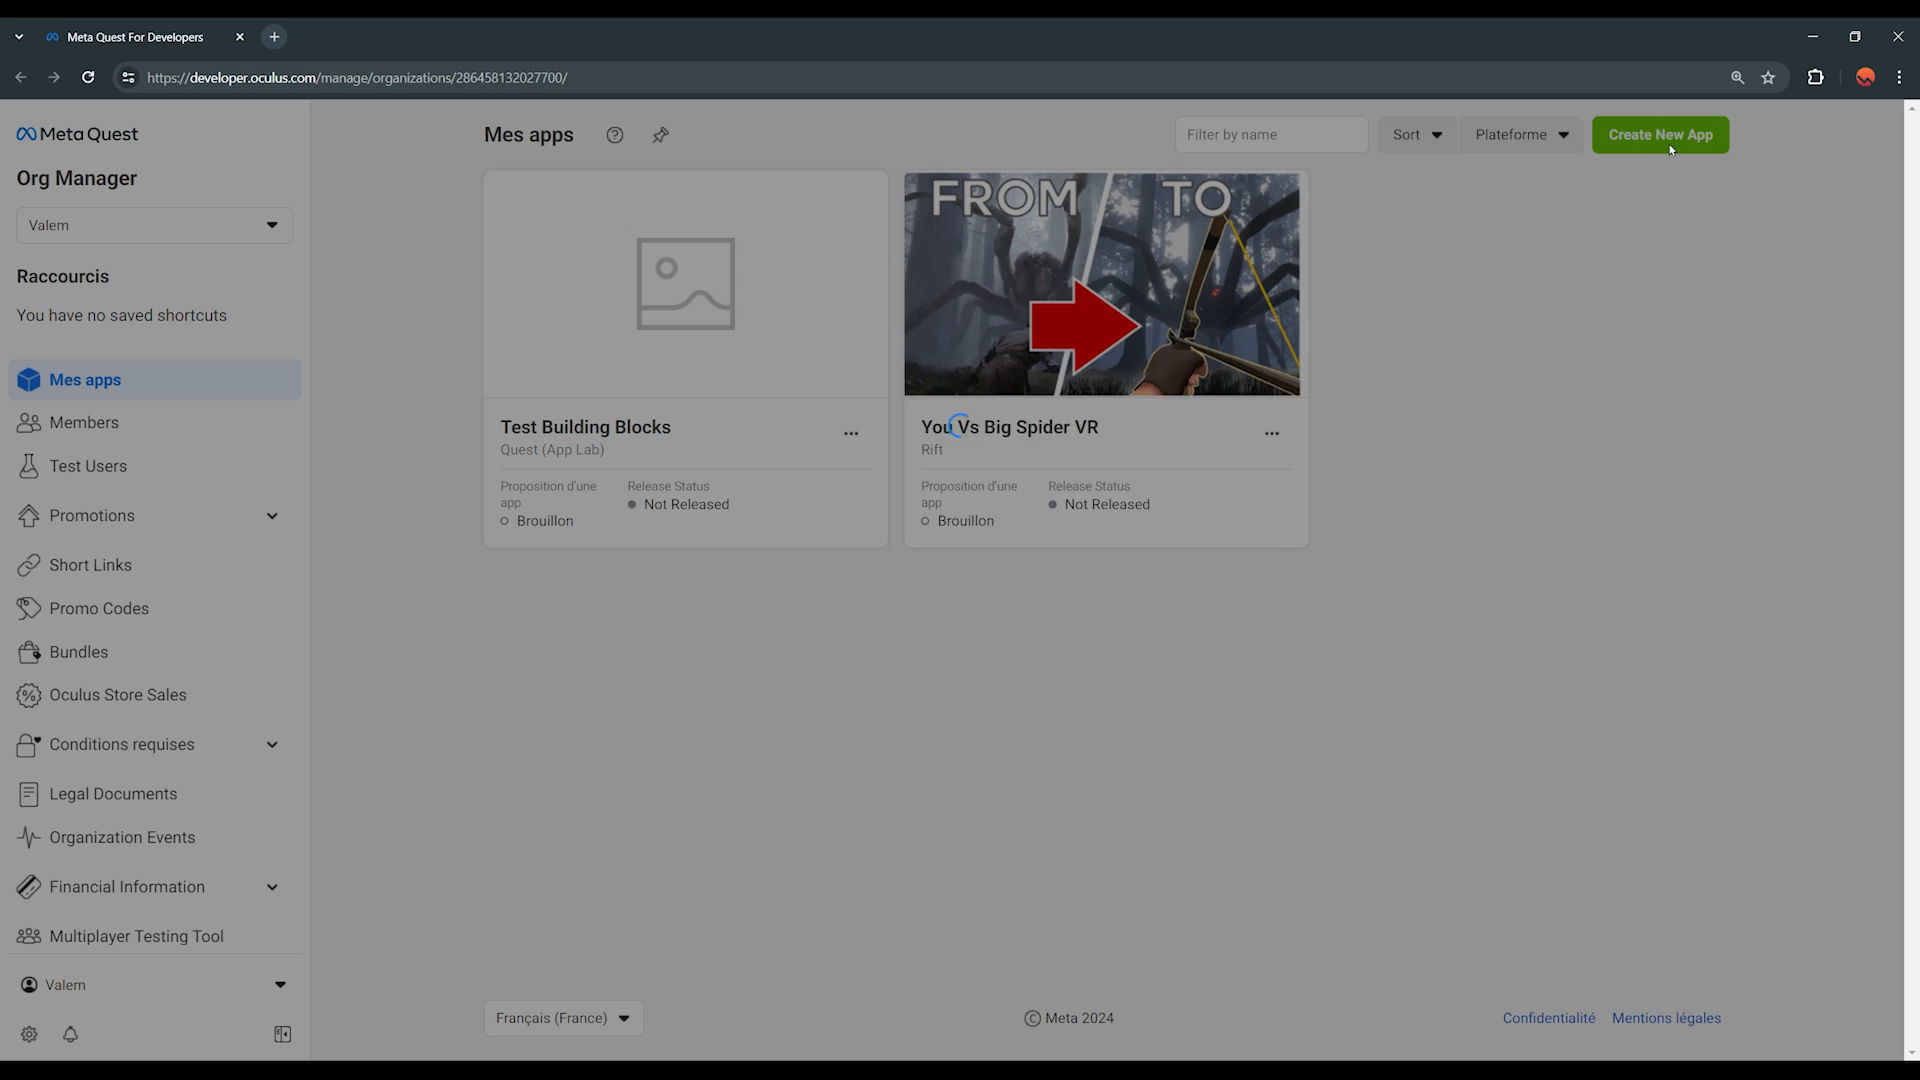 Meta Quest For Developers
https://developer.oculus.com/manage/organizations/286458132027700/
Meta Quest
Org Manager
Valem
Raccourcis
You have no saved shortcuts
Mes apps
Members
Test Users
Promotions
Short Links
Promo Codes
Bundles
Oculus Store Sales
Conditions requises
Legal Documents
Organization Events
Financial Information
Multiplayer Testing Tool
Valem
Mes apps
Filter by name
Sort
Plateforme
Create New App
Test Building Blocks
Quest (App Lab)
Proposition d'une
app
Brouillon
Release Status
Not Released
FROM TO
You Vs Big Spider VR
Rift
Proposition d'une
app
Brouillon
Release Status
Not Released
Français (France)
© Meta 2024
Confidentialité
Mentions légales